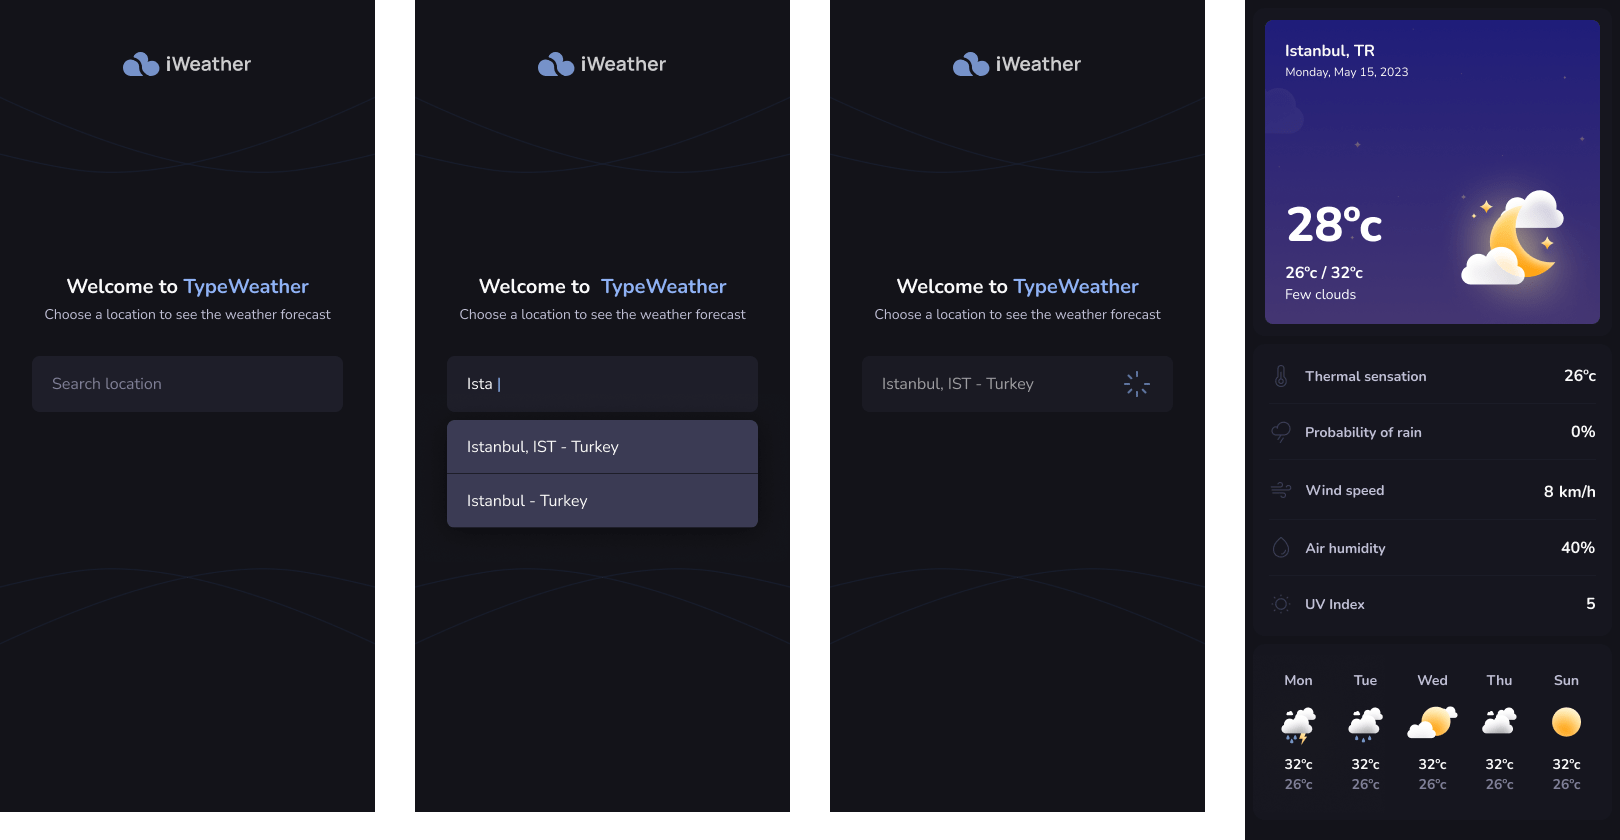 iWeather
Welcome to TypeWeather
Choose a location to see the weather forecast
Search location
iWeather
Welcome to TypeWeather
Choose a location to see the weather forecast
Ista |
Istanbul, IST - Turkey
Istanbul - Turkey
iWeather
Welcome to TypeWeather
Choose a location to see the weather forecast
Istanbul, IST - Turkey
Istanbul, TR
Monday, May 15, 2023
28ºc
26ºc / 32ºc
Few clouds
Thermal sensation 26ºc
Probability of rain 0%
Wind speed 8 km/h
Air humidity 40%
UV Index 5
Mon Tue Wed Thu Sun
32ºc 32ºc 32ºc 32ºc 32ºc
26ºc 26ºc 26ºc 26ºc 26ºc